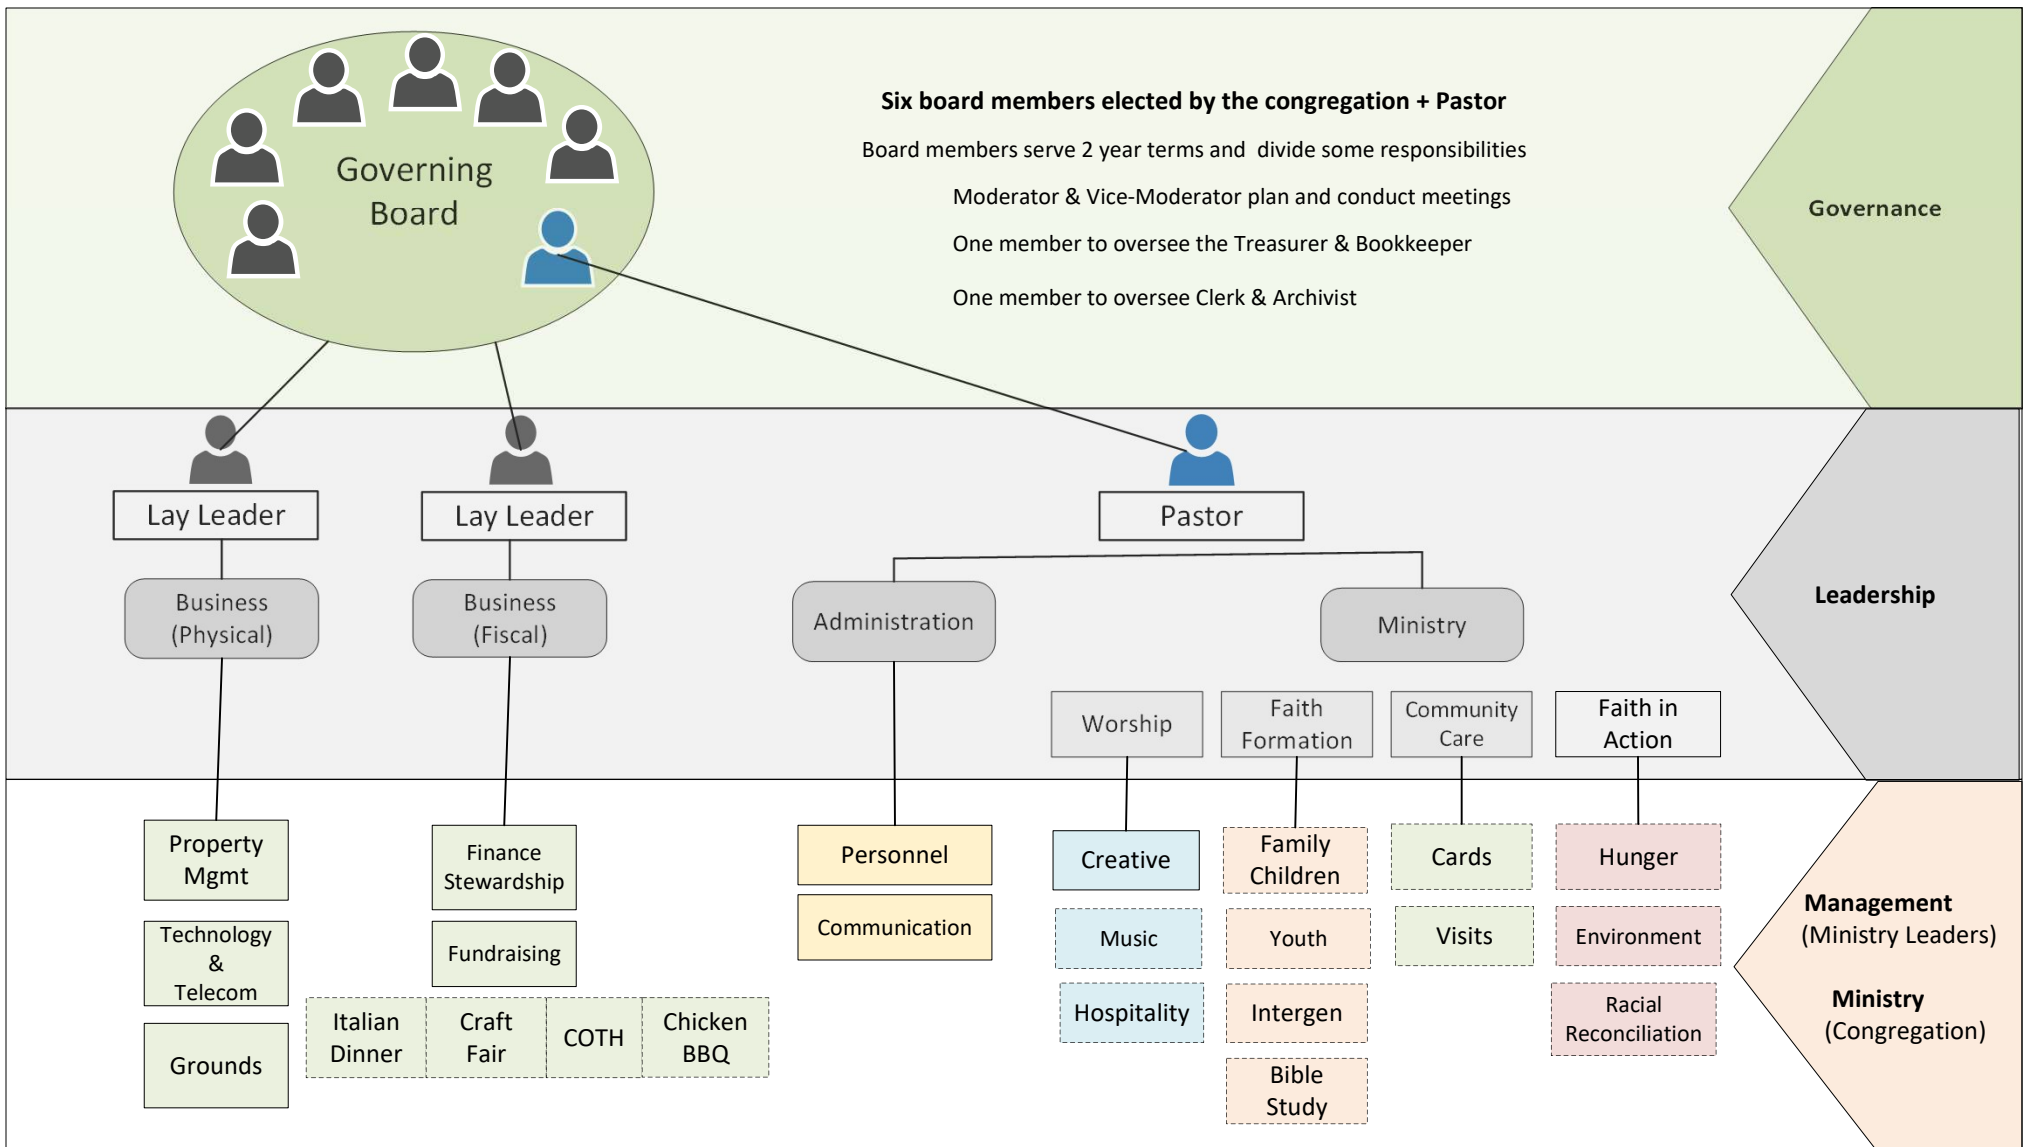 Six board members elected by the congregation + Pastor
Board members serve 2 year terms and divide some responsibilities
Moderator & Vice-Moderator plan and conduct meetings
One member to oversee the Treasurer & Bookkeeper
One member to oversee Clerk & Archivist
Governing
Board
Governance
Lay Leader
Lay Leader
Pastor
Business
(Physical)
Business
(Fiscal)
Administration
Ministry
Leadership
Worship
Faith
Formation
Community
Care
Faith in
Action
Property
Mgmt
Technology
&
Telecom
Grounds
Finance
Stewardship
Fundraising
Italian
Dinner
Craft
Fair
COTH
Chicken
BBQ
Personnel
Communication
Creative
Music
Hospitality
Family
Children
Youth
Intergen
Bible
Study
Cards
Visits
Hunger
Environment
Racial
Reconciliation
Management
(Ministry Leaders)
Ministry
(Congregation)